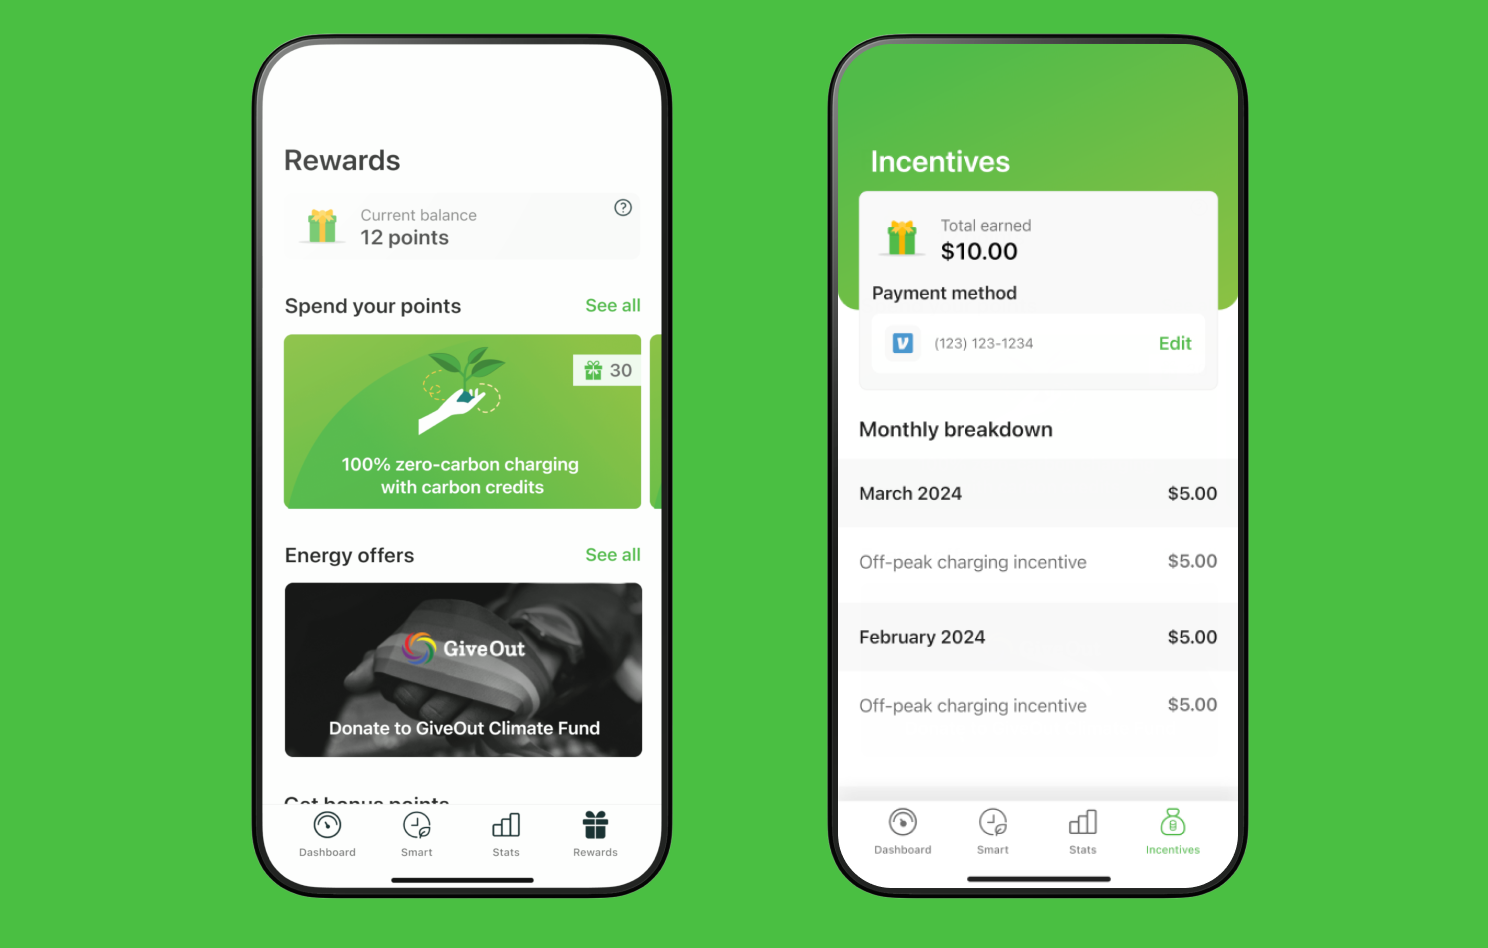 Rewards
Current balance
12 points
Spend your points
See all
30
100% zero-carbon charging
with carbon credits
Energy offers
See all
GiveOut
Donate to GiveOut Climate Fund
Get bonus points
Dashboard
Smart
Stats
Rewards
Incentives
Total earned
$10.00
Payment method
(123) 123-1234
Edit
Monthly breakdown
March 2024
$5.00
Off-peak charging incentive
$5.00
February 2024
$5.00
Off-peak charging incentive
$5.00
Dashboard
Smart
Stats
Incentives